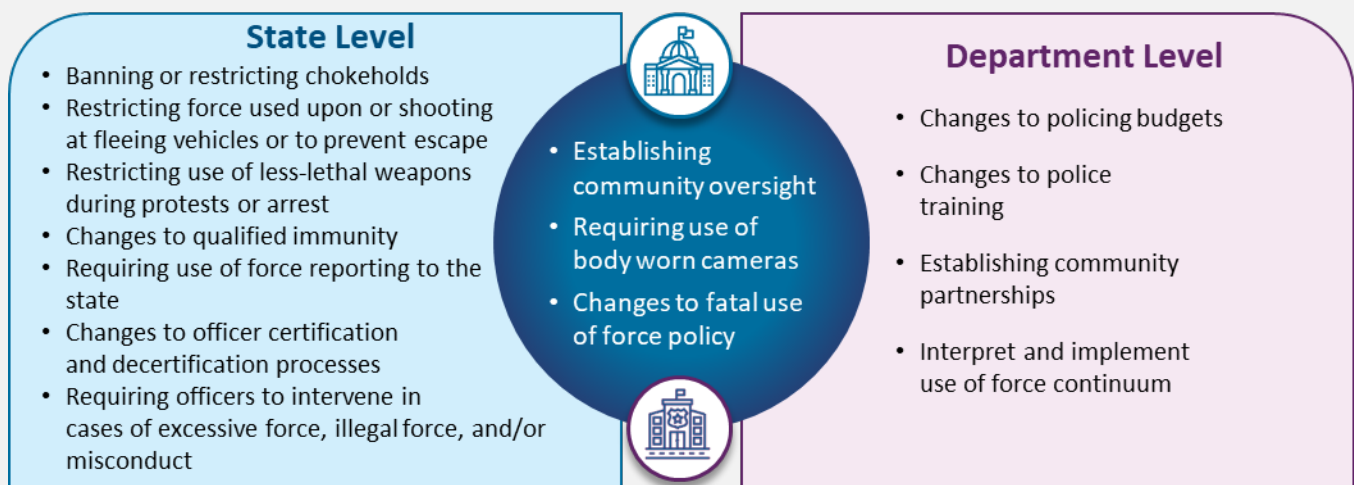 State Level
• Banning or restricting chokeholds
• Restricting force used upon or shooting
at fleeing vehicles or to prevent escape
• Restricting use of less-lethal weapons
during protests or arrest
• Changes to qualified immunity
• Requiring use of force reporting to the
state
• Changes to officer certification
and decertification processes
• Requiring officers to intervene in
cases of excessive force, illegal force, and/or
misconduct
• Establishing
community oversight
• Requiring use of
body worn cameras
• Changes to fatal use
of force policy
Department Level
• Changes to policing budgets
• Changes to police
training
• Establishing community
partnerships
• Interpret and implement
use of force continuum